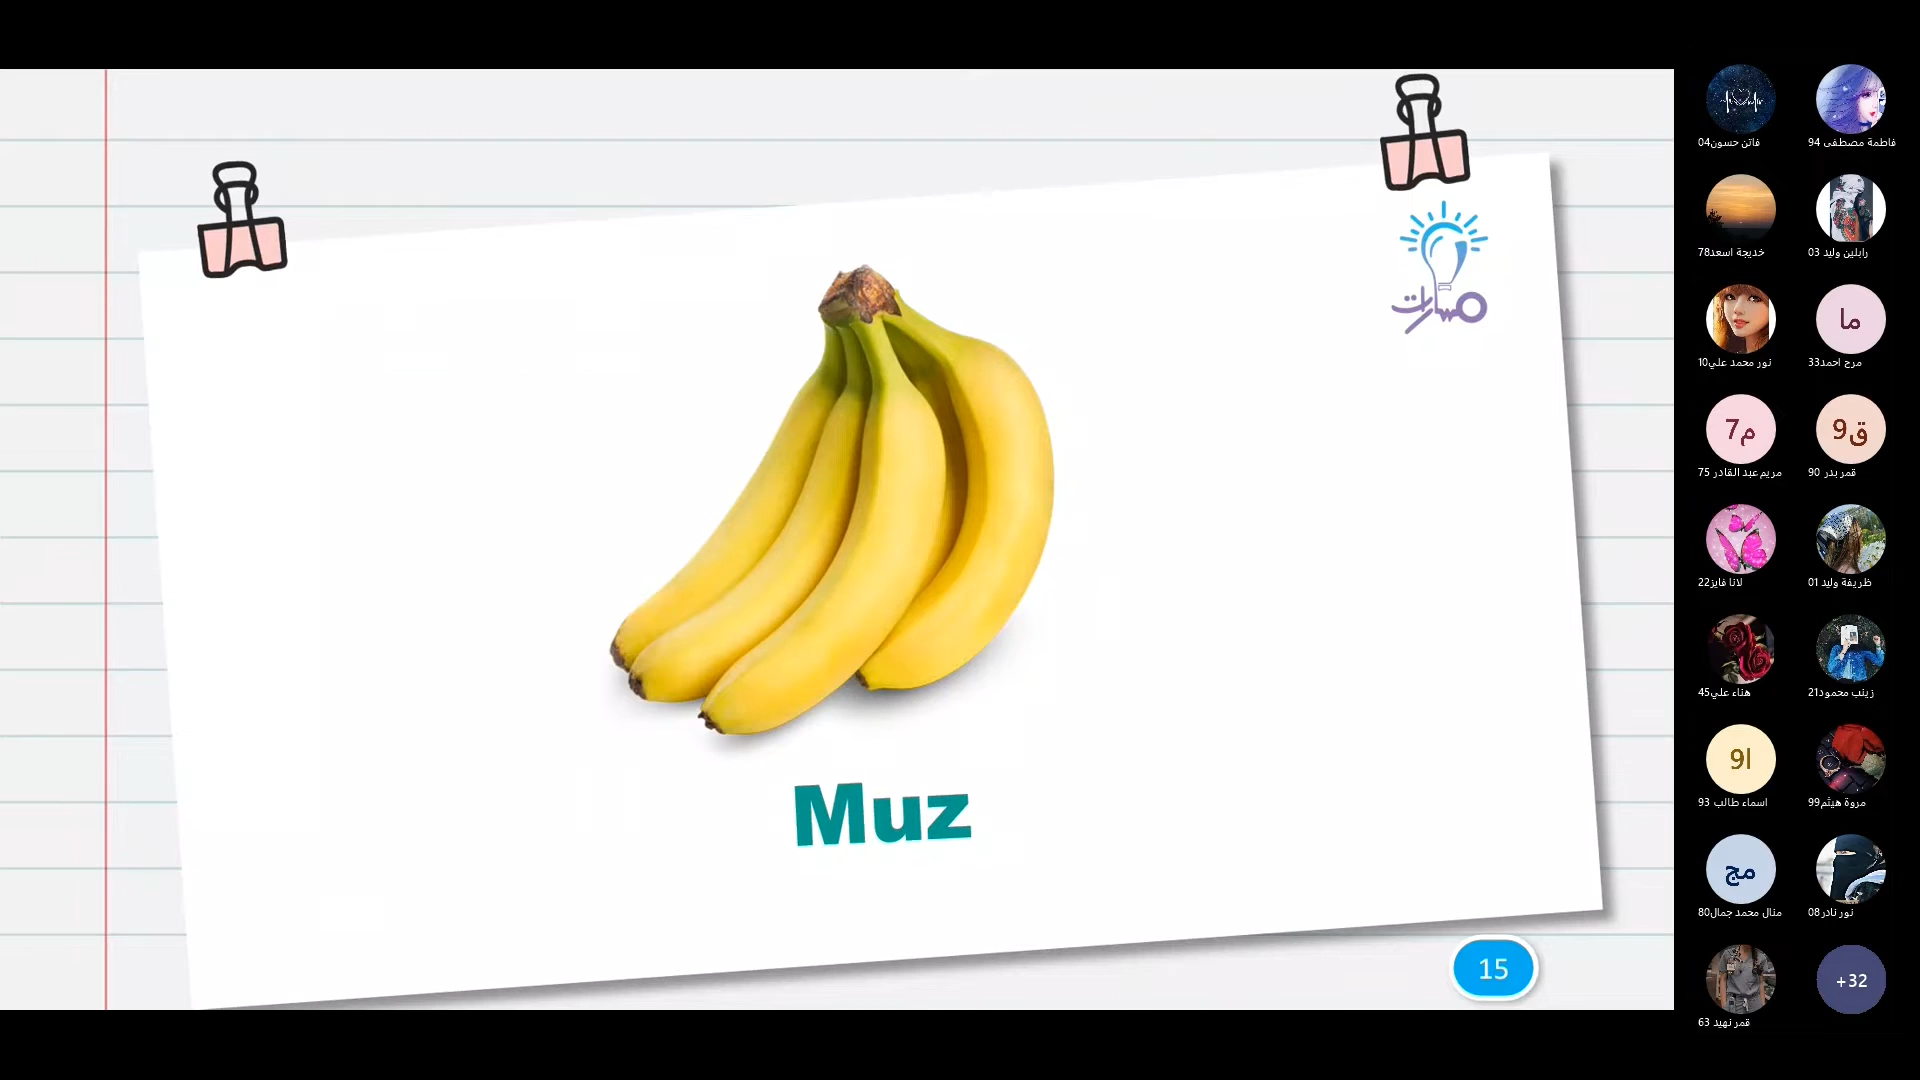 مسارات
Muz
15
فاتن حسون04
فاطمة مصطفى 94
خديجة اسعد78
رابلين وليد 03
نور محمد علي10
ما
مرح احمد33
م7
مريم عبد القادر 75
ق9
قمر بدر 90
لانا فايز22
ظريفة وليد 01
هناء علي45
زينب محمود21
ا9
اسماء طالب 93
مروة هيثم99
مج
منال محمد جمال80
نور نادر08
قمر نهيد 63
+32